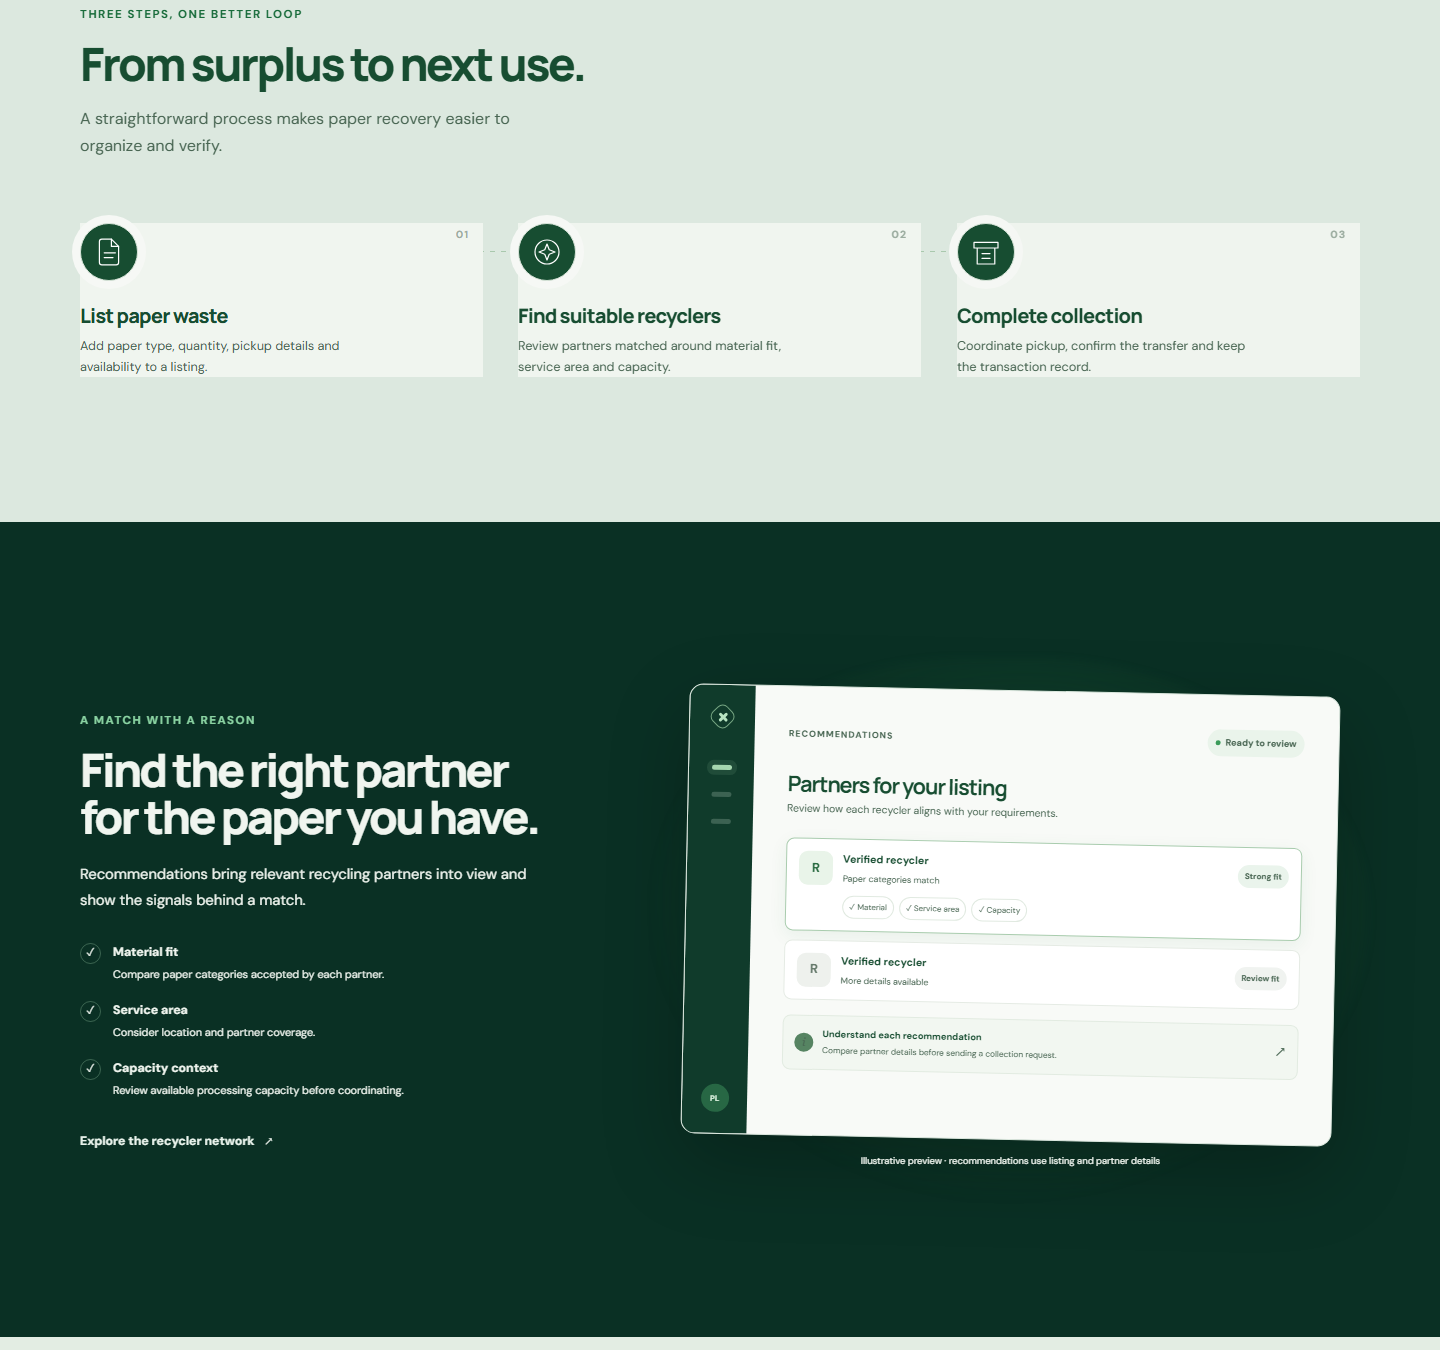 THREE STEPS, ONE BETTER LOOP
From surplus to next use.
A straightforward process makes paper recovery easier to
organize and verify.
01
List paper waste
Add paper type, quantity, pickup details and
availability to a listing.
02
Find suitable recyclers
Review partners matched around material fit,
service area and capacity.
03
Complete collection
Coordinate pickup, confirm the transfer and keep
the transaction record.
A MATCH WITH A REASON
Find the right partner
for the paper you have.
Recommendations bring relevant recycling partners into view and
show the signals behind a match.
✓ Material fit
Compare paper categories accepted by each partner.
✓ Service area
Consider location and partner coverage.
✓ Capacity context
Review available processing capacity before coordinating.
Explore the recycler network ↗
RECOMMENDATIONS
Ready to review
Partners for your listing
Review how each recycler aligns with your requirements.
R
Verified recycler
Paper categories match
✓ Material ✓ Service area ✓ Capacity
Strong fit
R
Verified recycler
More details available
Review fit
i
Understand each recommendation
Compare partner details before sending a collection request.
↗
PL
Illustrative preview · recommendations use listing and partner details